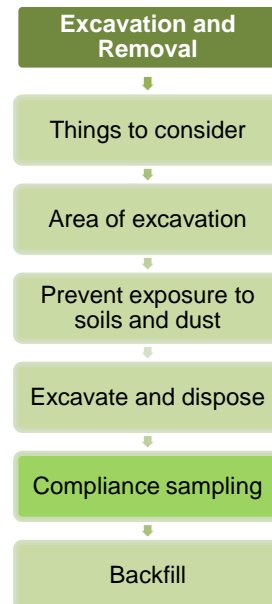 Excavation and
Removal
Things to consider
Area of excavation
Prevent exposure to
soils and dust
Excavate and dispose
Compliance sampling
Backfill